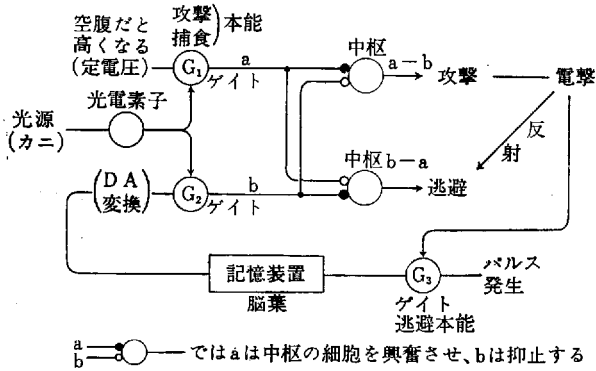 空腹だと
高くなる
(定電圧)
攻撃
捕食
本能
G₁
ゲイト
a
中枢
a−b
攻撃
電撃
反
射
光電素子
光源
(カニ)
DA
変換
G₂
ゲイト
b
中枢b−a
逃避
記憶装置
脳葉
G₃
ゲイト
逃避本能
パルス
発生
a
b
ではaは中枢の細胞を興奮させ、bは抑止する